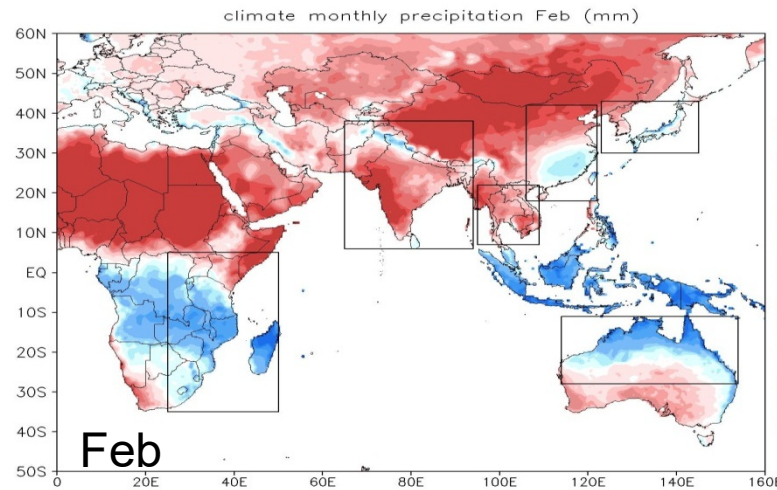 climate monthly precipitation Feb (mm)
60N
50N
40N
30N
20N
10N
EQ
10S
20S
30S
40S
50S
Feb
0 20E 40E 60E 80E 100E 120E 140E 160E